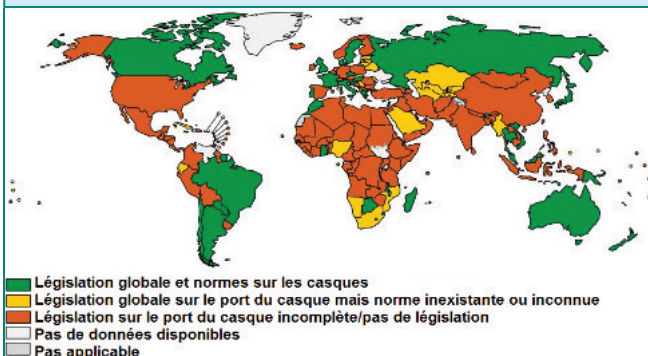 Législation globale et normes sur les casques
Législation globale sur le port du casque mais norme inexistante ou inconnue
Législation sur le port du casque incomplète/pas de législation
Pas de données disponibles
Pas applicable